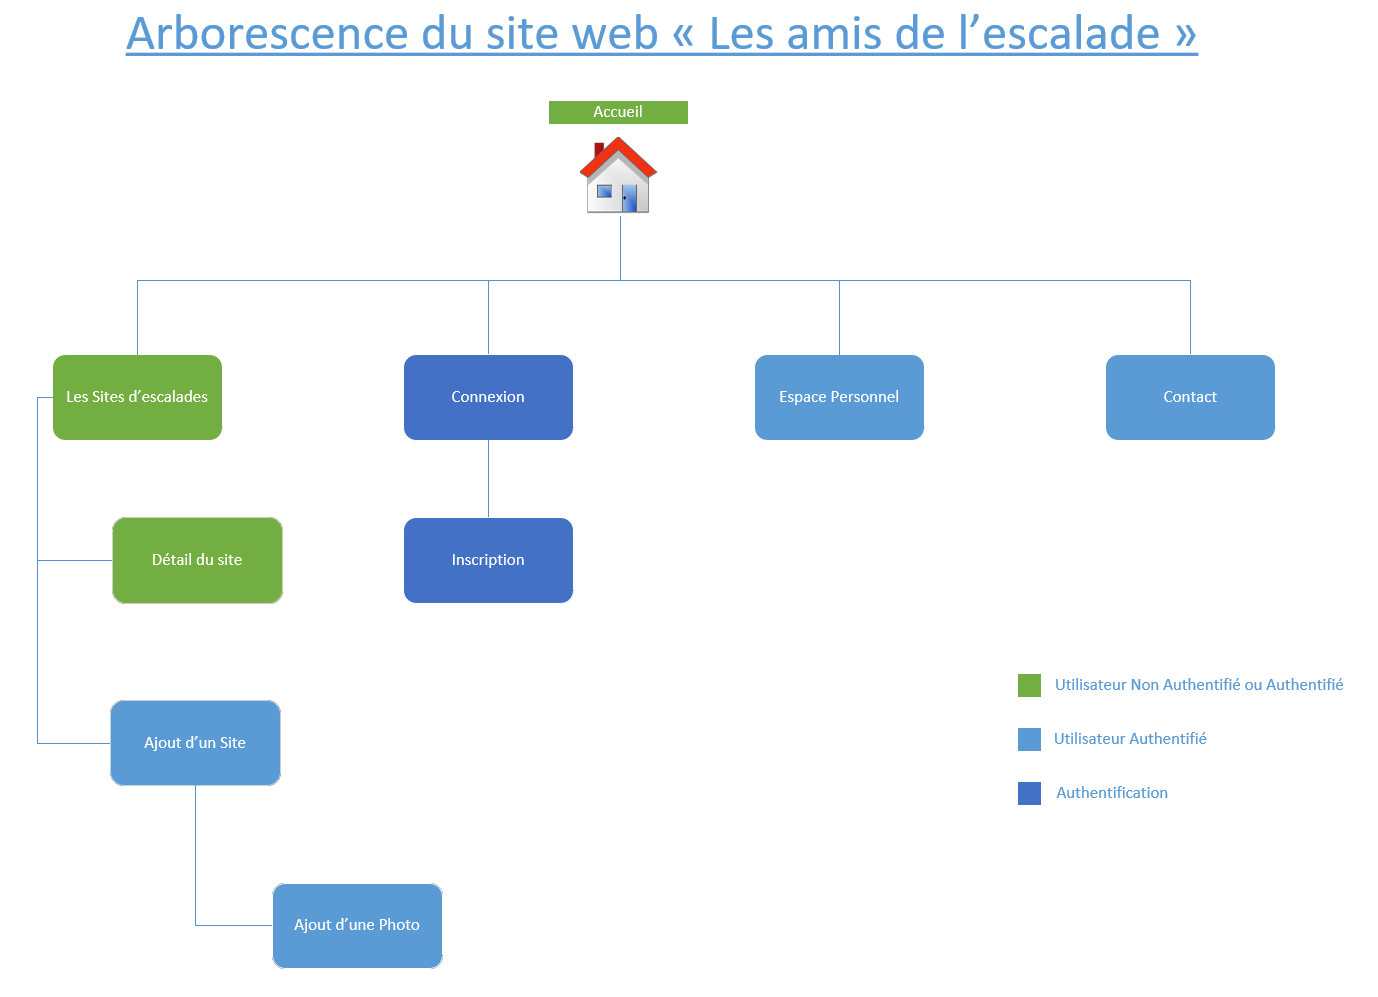 Arborescence du site web « Les amis de l’escalade »
Accueil
Les Sites d’escalades
Connexion
Espace Personnel
Contact
Détail du site
Inscription
Utilisateur Non Authentifié ou Authentifié
Utilisateur Authentifié
Ajout d’un Site
Authentification
Ajout d’une Photo